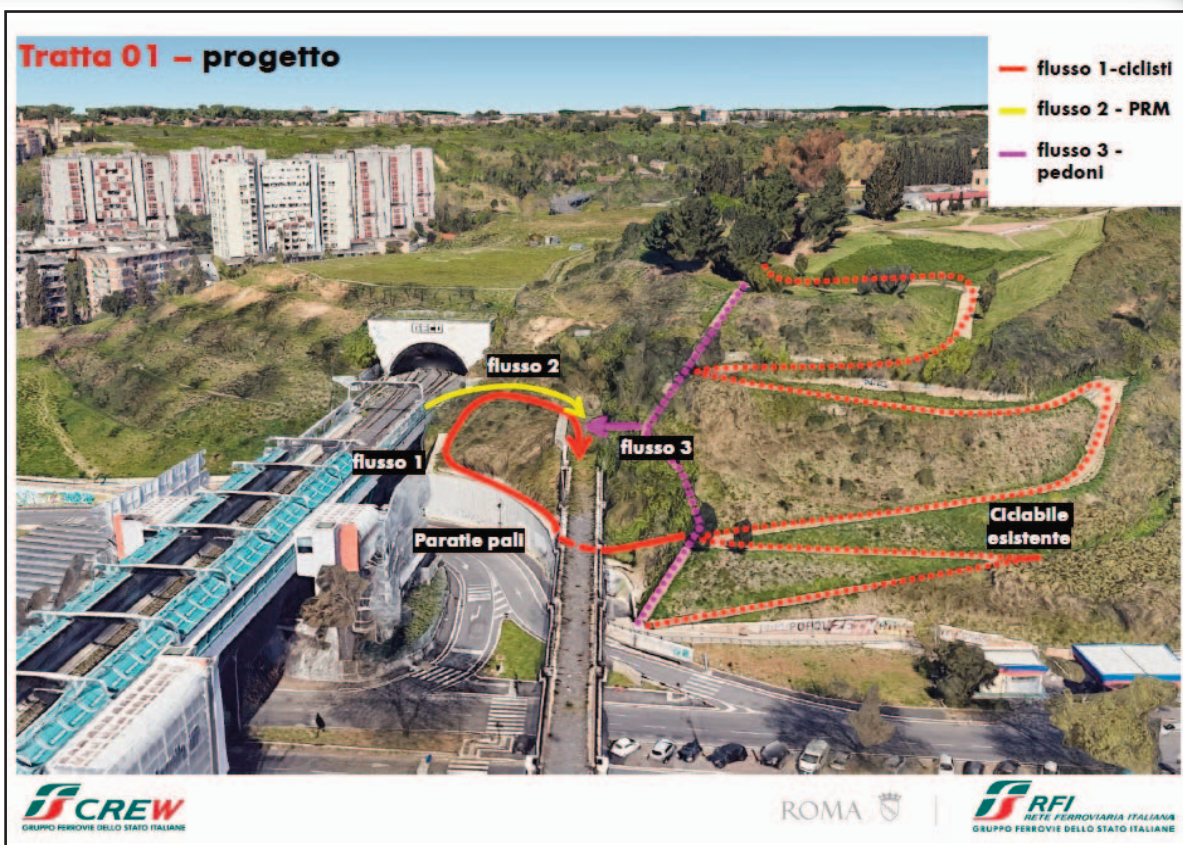 Tratta 01 – progetto
flusso 1-ciclisti
flusso 2 - PRM
flusso 3 -
pedoni
GECO
flusso 2
flusso 1
flusso 3
Paratie pali
Ciclabile
esistente
CREW
GRUPPO FERROVIE DELLO STATO ITALIANE
ROMA
RFI
RETE FERROVIARIA ITALIANA
GRUPPO FERROVIE DELLO STATO ITALIANE